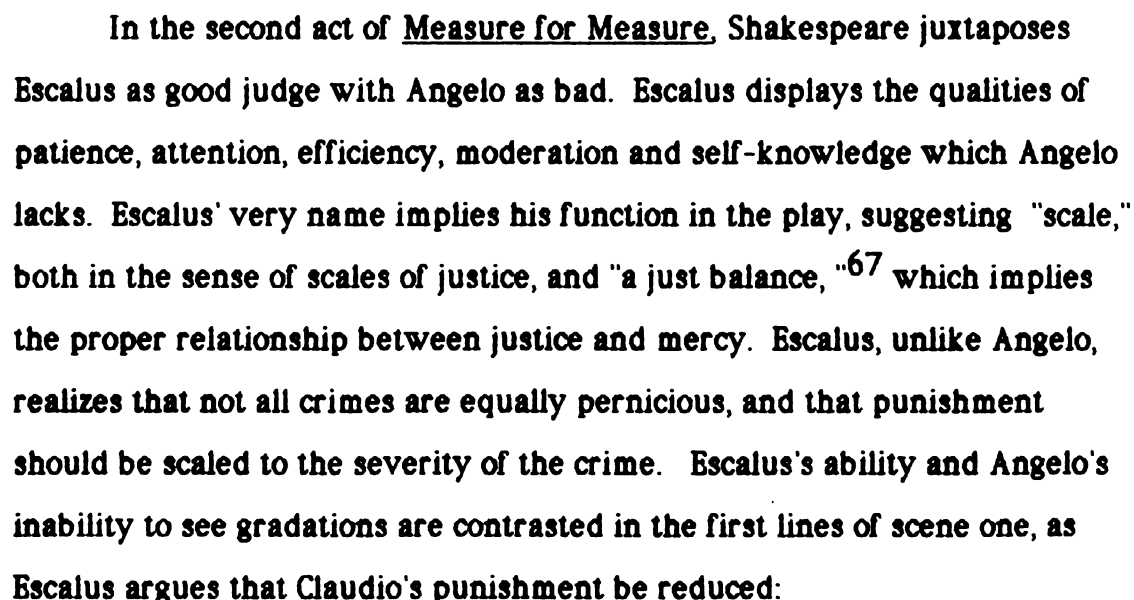 In the second act of Measure for Measure, Shakespeare juxtaposes
Escalus as good judge with Angelo as bad. Escalus displays the qualities of
patience, attention, efficiency, moderation and self-knowledge which Angelo
lacks. Escalus' very name implies his function in the play, suggesting "scale,"
both in the sense of scales of justice, and "a just balance, "67 which implies
the proper relationship between justice and mercy. Escalus, unlike Angelo,
realizes that not all crimes are equally pernicious, and that punishment
should be scaled to the severity of the crime. Escalus's ability and Angelo's
inability to see gradations are contrasted in the first lines of scene one, as
Escalus argues that Claudio's punishment be reduced: